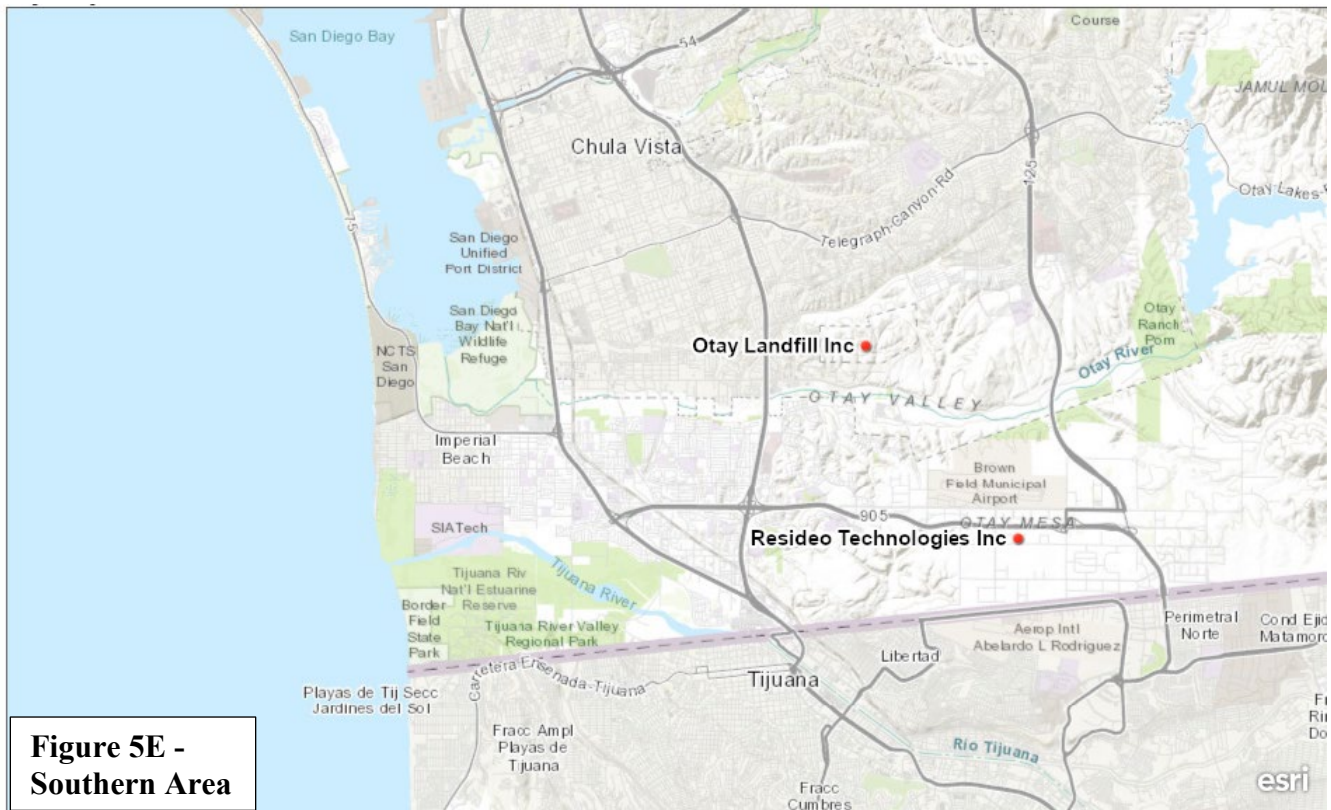 San Diego Bay
54
Course
JAMUL MOU
Chula Vista
125
Otay Lakes-R
75
Telegraph-Canyon-Rd
San Diego
Unified
Port District
San Diego
Bay Nat'l
Wildlife
Refuge
Otay
Ranch
Pom
NCTS
San
Diego
Otay Landfill Inc
Otay River
OTAY VALLEY
Imperial
Beach
Brown
Field Municipal
Airport
905
OTAY MESA
SIATech
Resideo Technologies Inc
Tijuana Riv
Nat'l Estuarine
Reserve
Tijuana River
Border
Field
State
Park
Tijuana River Valley
Regional Park
Aerop Intl
Abelardo L Rodriguez
Perimetral
Norte
Cond Ejid
Matamoro
Libertad
Carretera Ensenada-Tijuana
Tijuana
Playas de Tij Secc
Jardines del Sol
Fracc Ampl
Playas de
Tijuana
Rio Tijuana
Fracc
Cumbres
Figure 5E -
Southern Area
esri